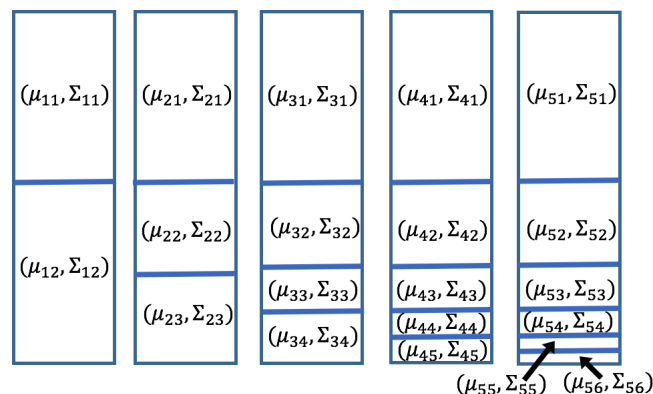 (μ₁₁, Σ₁₁)
(μ₁₂, Σ₁₂)
(μ₂₁, Σ₂₁)
(μ₂₂, Σ₂₂)
(μ₂₃, Σ₂₃)
(μ₃₁, Σ₃₁)
(μ₃₂, Σ₃₂)
(μ₃₃, Σ₃₃)
(μ₃₄, Σ₃₄)
(μ₄₁, Σ₄₁)
(μ₄₂, Σ₄₂)
(μ₄₃, Σ₄₃)
(μ₄₄, Σ₄₄)
(μ₄₅, Σ₄₅)
(μ₅₁, Σ₅₁)
(μ₅₂, Σ₅₂)
(μ₅₃, Σ₅₃)
(μ₅₄, Σ₅₄)
(μ₅₅, Σ₅₅)
(μ₅₆, Σ₅₆)